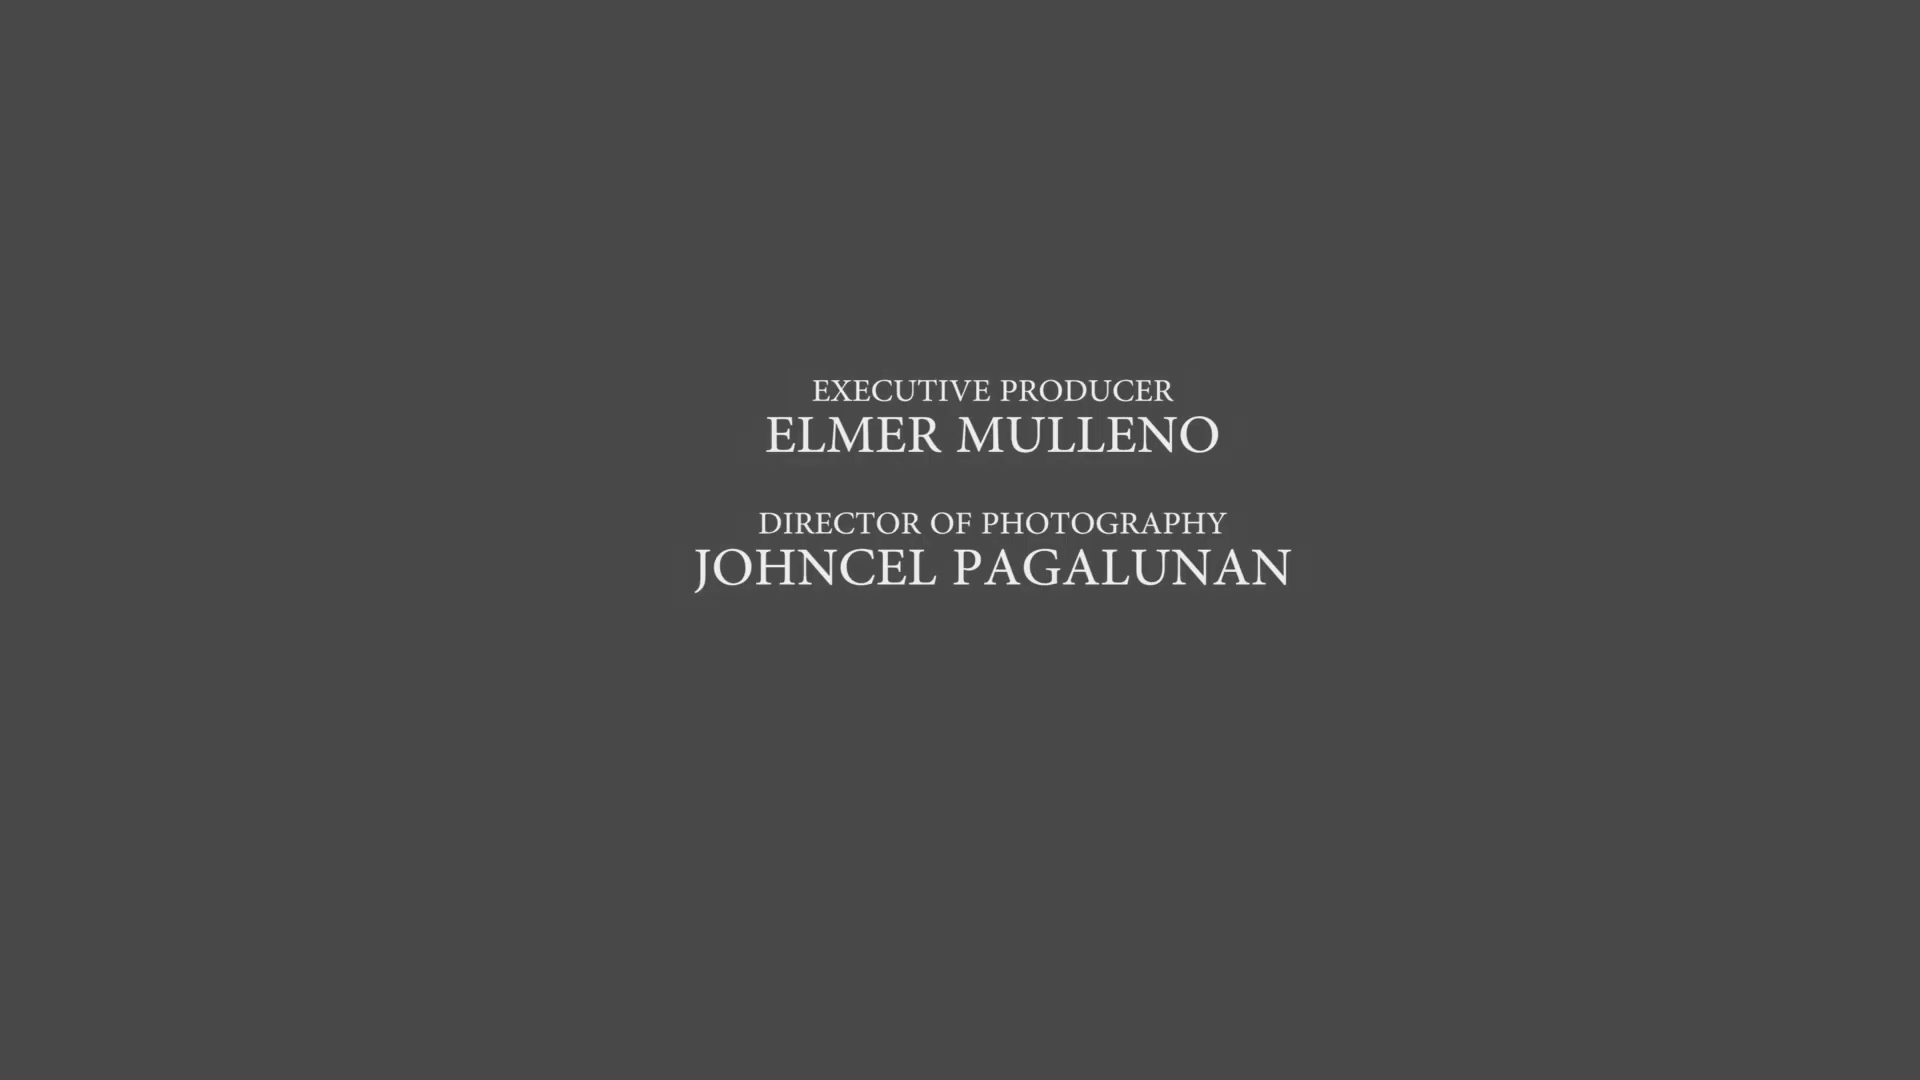 EXECUTIVE PRODUCER
ELMER MULLENO
DIRECTOR OF PHOTOGRAPHY
JOHNCEL PAGALUNAN